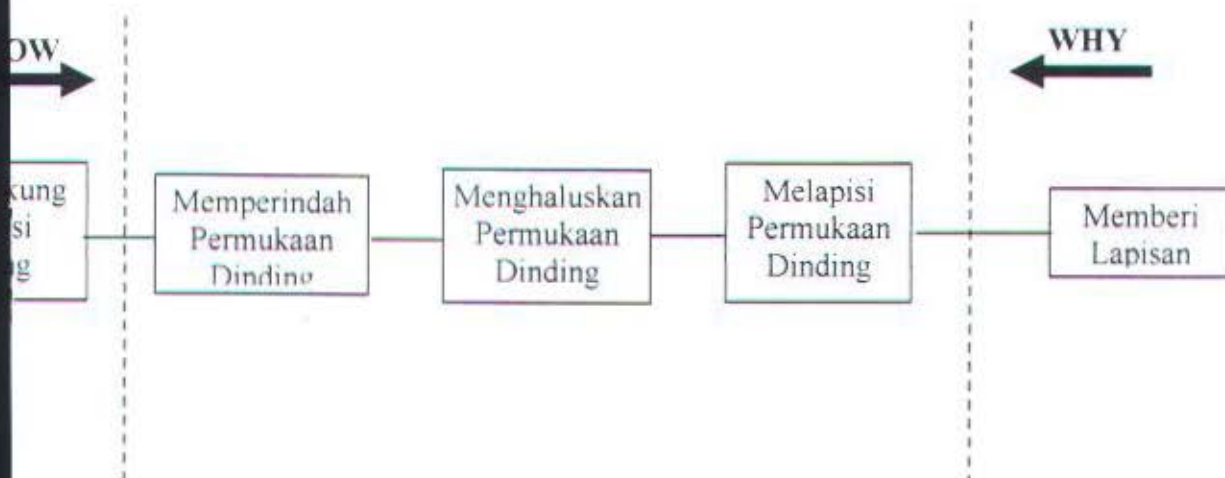 WHY
Memperindah
Permukaan
Dinding
Menghaluskan
Permukaan
Dinding
Melapisi
Permukaan
Dinding
Memberi
Lapisan